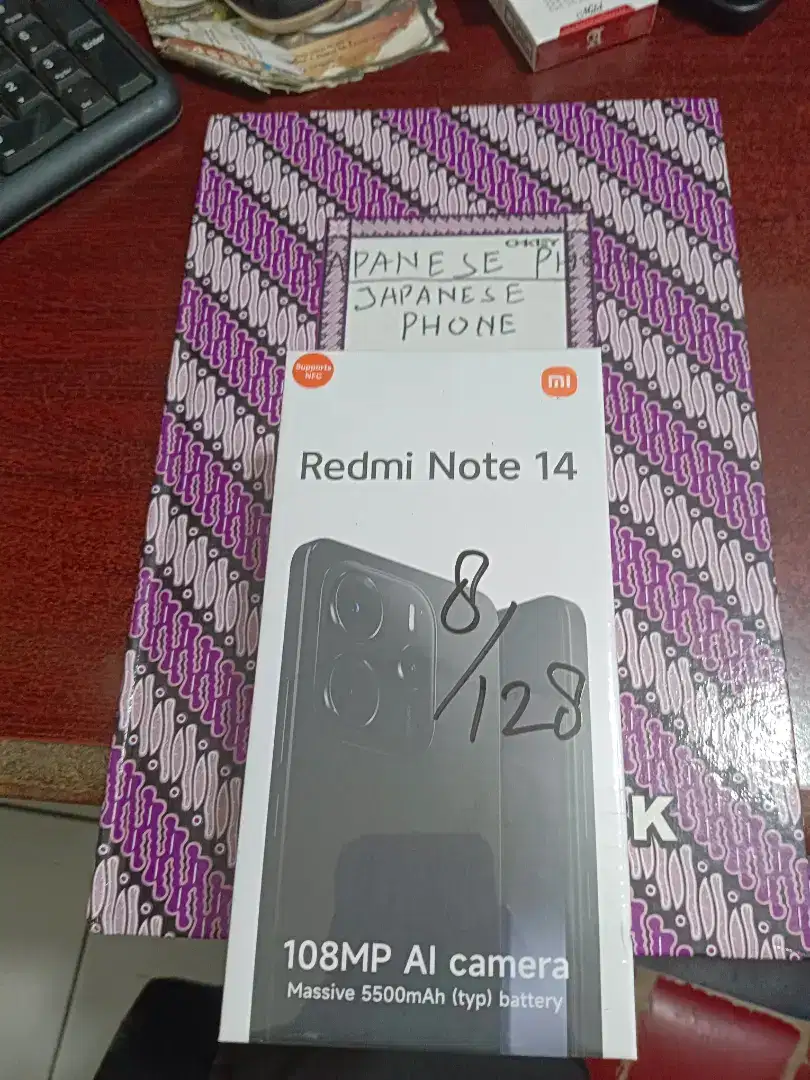 OKEY
APANESE PH
JAPANESE
PHONE
Supports
NFC
mi
Redmi Note 14
8/128
K
108MP AI camera
Massive 5500mAh (typ) battery